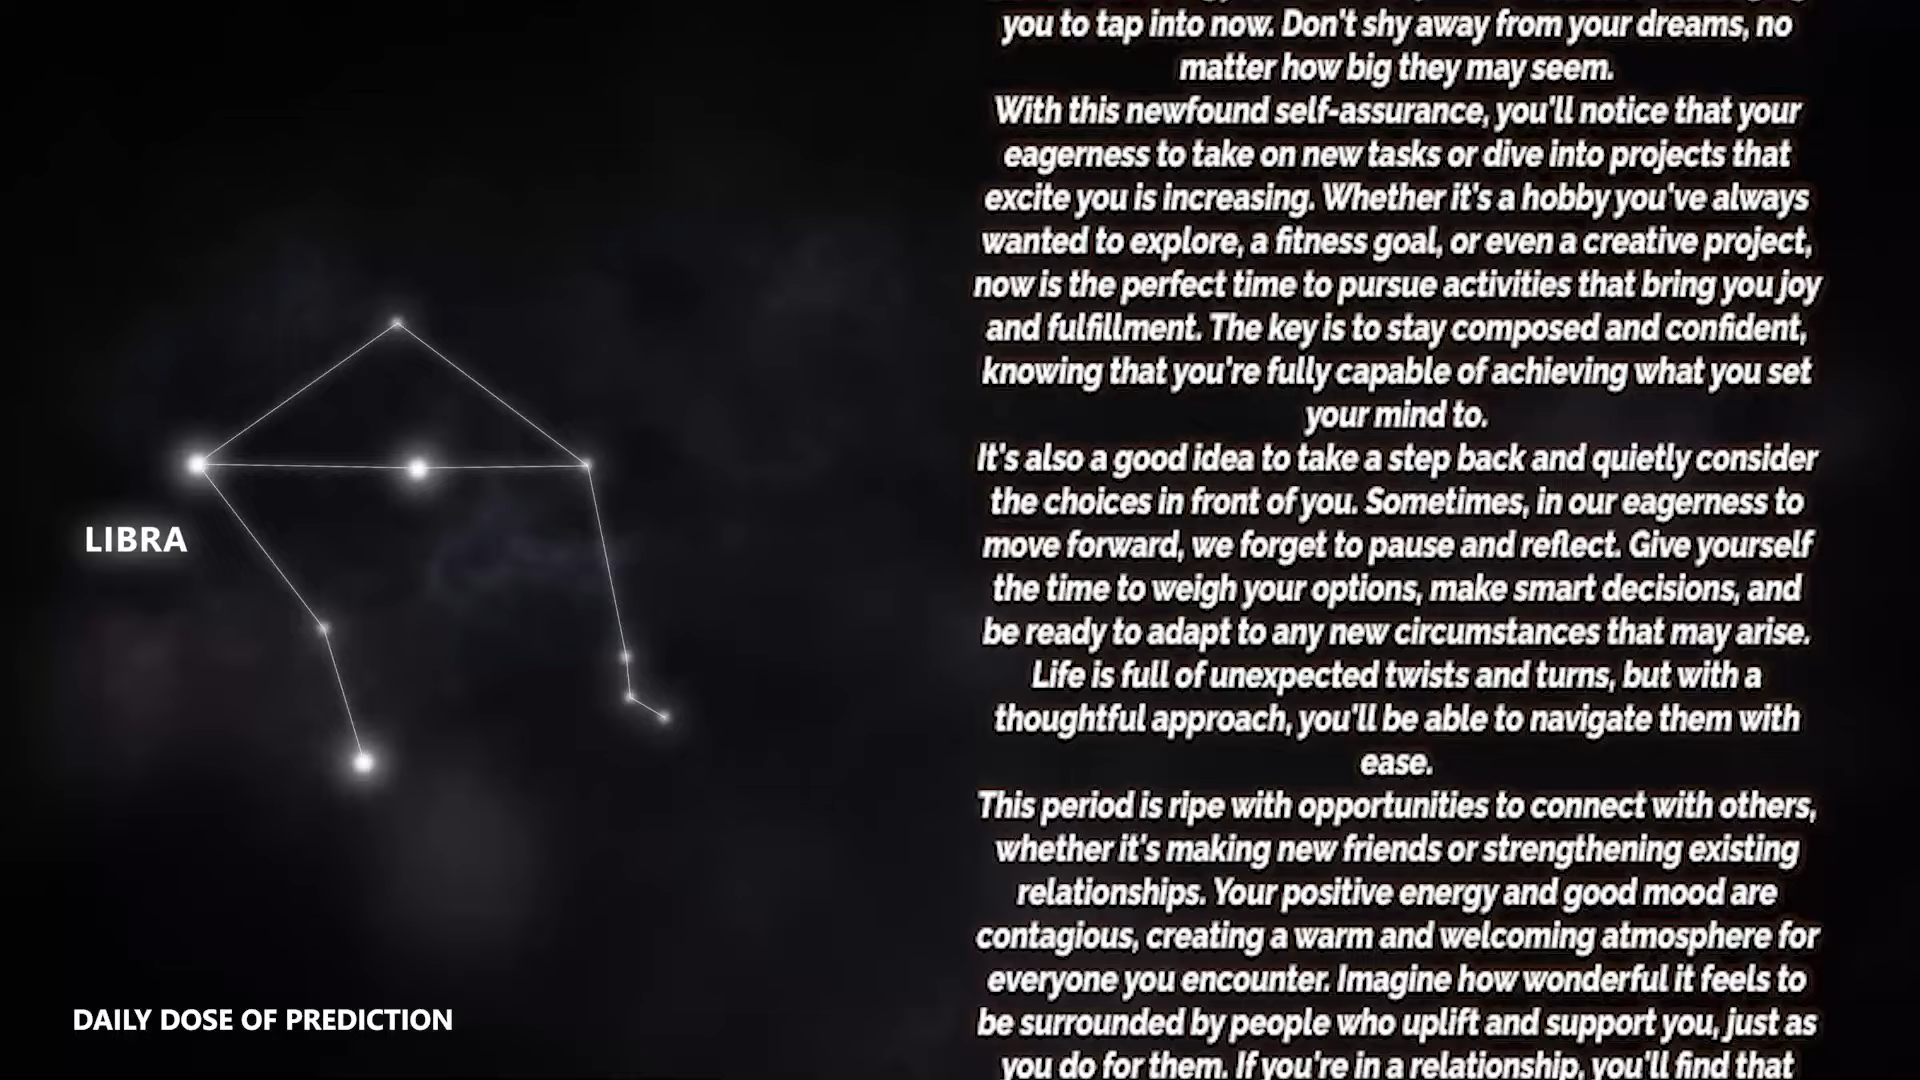 you to tap into now. Don't shy away from your dreams, no
matter how big they may seem.
With this newfound self-assurance, you'll notice that your
eagerness to take on new tasks or dive into projects that
excite you is increasing. Whether it's a hobby you've always
wanted to explore, a fitness goal, or even a creative project,
now is the perfect time to pursue activities that bring you joy
and fulfillment. The key is to stay composed and confident,
knowing that you're fully capable of achieving what you set
your mind to.
It's also a good idea to take a step back and quietly consider
the choices in front of you. Sometimes, in our eagerness to
move forward, we forget to pause and reflect. Give yourself
the time to weigh your options, make smart decisions, and
be ready to adapt to any new circumstances that may arise.
Life is full of unexpected twists and turns, but with a
thoughtful approach, you'll be able to navigate them with
ease.
This period is ripe with opportunities to connect with others,
whether it's making new friends or strengthening existing
relationships. Your positive energy and good mood are
contagious, creating a warm and welcoming atmosphere for
everyone you encounter. Imagine how wonderful it feels to
be surrounded by people who uplift and support you, just as
you do for them. If you're in a relationship, you'll find that
LIBRA
DAILY DOSE OF PREDICTION